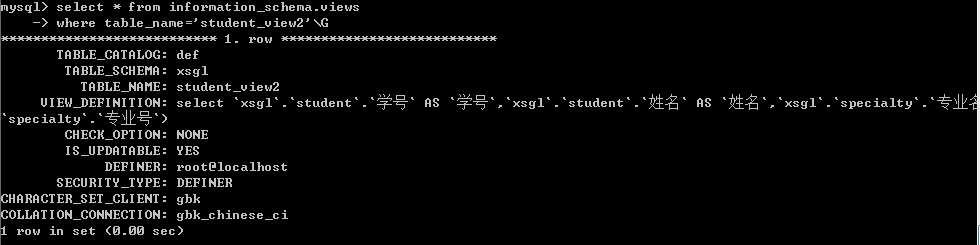 mysql> select * from information_schema.views
    -> where table_name='student_view2'\G
*************************** 1. row ***************************
       TABLE_CATALOG: def
        TABLE_SCHEMA: xsgl
          TABLE_NAME: student_view2
     VIEW_DEFINITION: select `xsgl`.`student`.`学号` AS `学号`,`xsgl`.`student`.`姓名` AS `姓名`,`xsgl`.`specialty`.`专业名
`specialty`.`专业号`)
        CHECK_OPTION: NONE
        IS_UPDATABLE: YES
             DEFINER: root@localhost
       SECURITY_TYPE: DEFINER
CHARACTER_SET_CLIENT: gbk
COLLATION_CONNECTION: gbk_chinese_ci
1 row in set (0.00 sec)